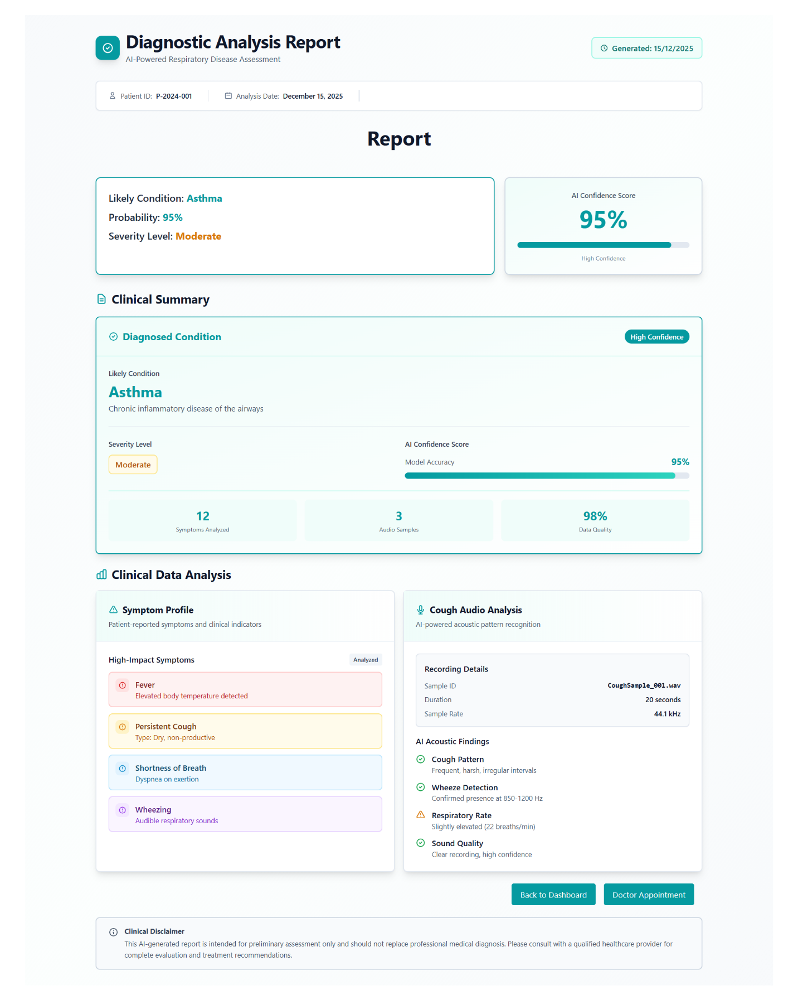 Diagnostic Analysis Report
AI-Powered Respiratory Disease Assessment
Generated: 15/12/2025
Patient ID: P-2024-001
Analysis Date: December 15, 2025
Report
Likely Condition: Asthma
Probability: 95%
Severity Level: Moderate
AI Confidence Score
95%
High Confidence
Clinical Summary
Diagnosed Condition
High Confidence
Likely Condition
Asthma
Chronic inflammatory disease of the airways
Severity Level
Moderate
AI Confidence Score
Model Accuracy
95%
12
Symptoms Analyzed
3
Audio Samples
98%
Data Quality
Clinical Data Analysis
Symptom Profile
Patient-reported symptoms and clinical indicators
High-Impact Symptoms
Analyzed
Fever
Elevated body temperature detected
Persistent Cough
Type: Dry, non-productive
Shortness of Breath
Dyspnea on exertion
Wheezing
Audible respiratory sounds
Cough Audio Analysis
AI-powered acoustic pattern recognition
Recording Details
Sample ID
CoughSample_001.wav
Duration
20 seconds
Sample Rate
44.1 kHz
AI Acoustic Findings
Cough Pattern
Frequent, harsh, irregular intervals
Wheeze Detection
Confirmed presence at 850-1200 Hz
Respiratory Rate
Slightly elevated (22 breaths/min)
Sound Quality
Clear recording, high confidence
Back to Dashboard
Doctor Appointment
Clinical Disclaimer
This AI-generated report is intended for preliminary assessment only and should not replace professional medical diagnosis. Please consult with a qualified healthcare provider for
complete evaluation and treatment recommendations.